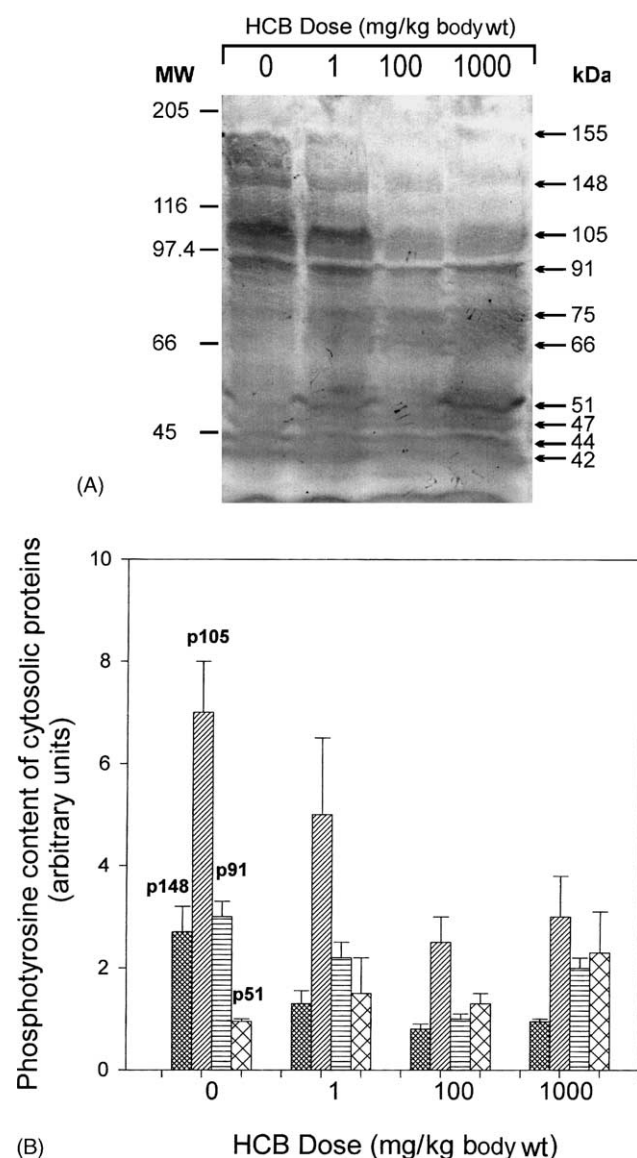 HCB Dose (mg/kg body wt)
MW 0 1 100 1000 kDa
205
155
148
116
105
97.4
91
75
66 66
51
47
45
44
42
(A)
10
8
6
4
2
0
Phosphotyrosine content of cytosolic proteins
(arbitrary units)
p105
p148
p91
p51
0 1 100 1000
(B) HCB Dose (mg/kg body wt)